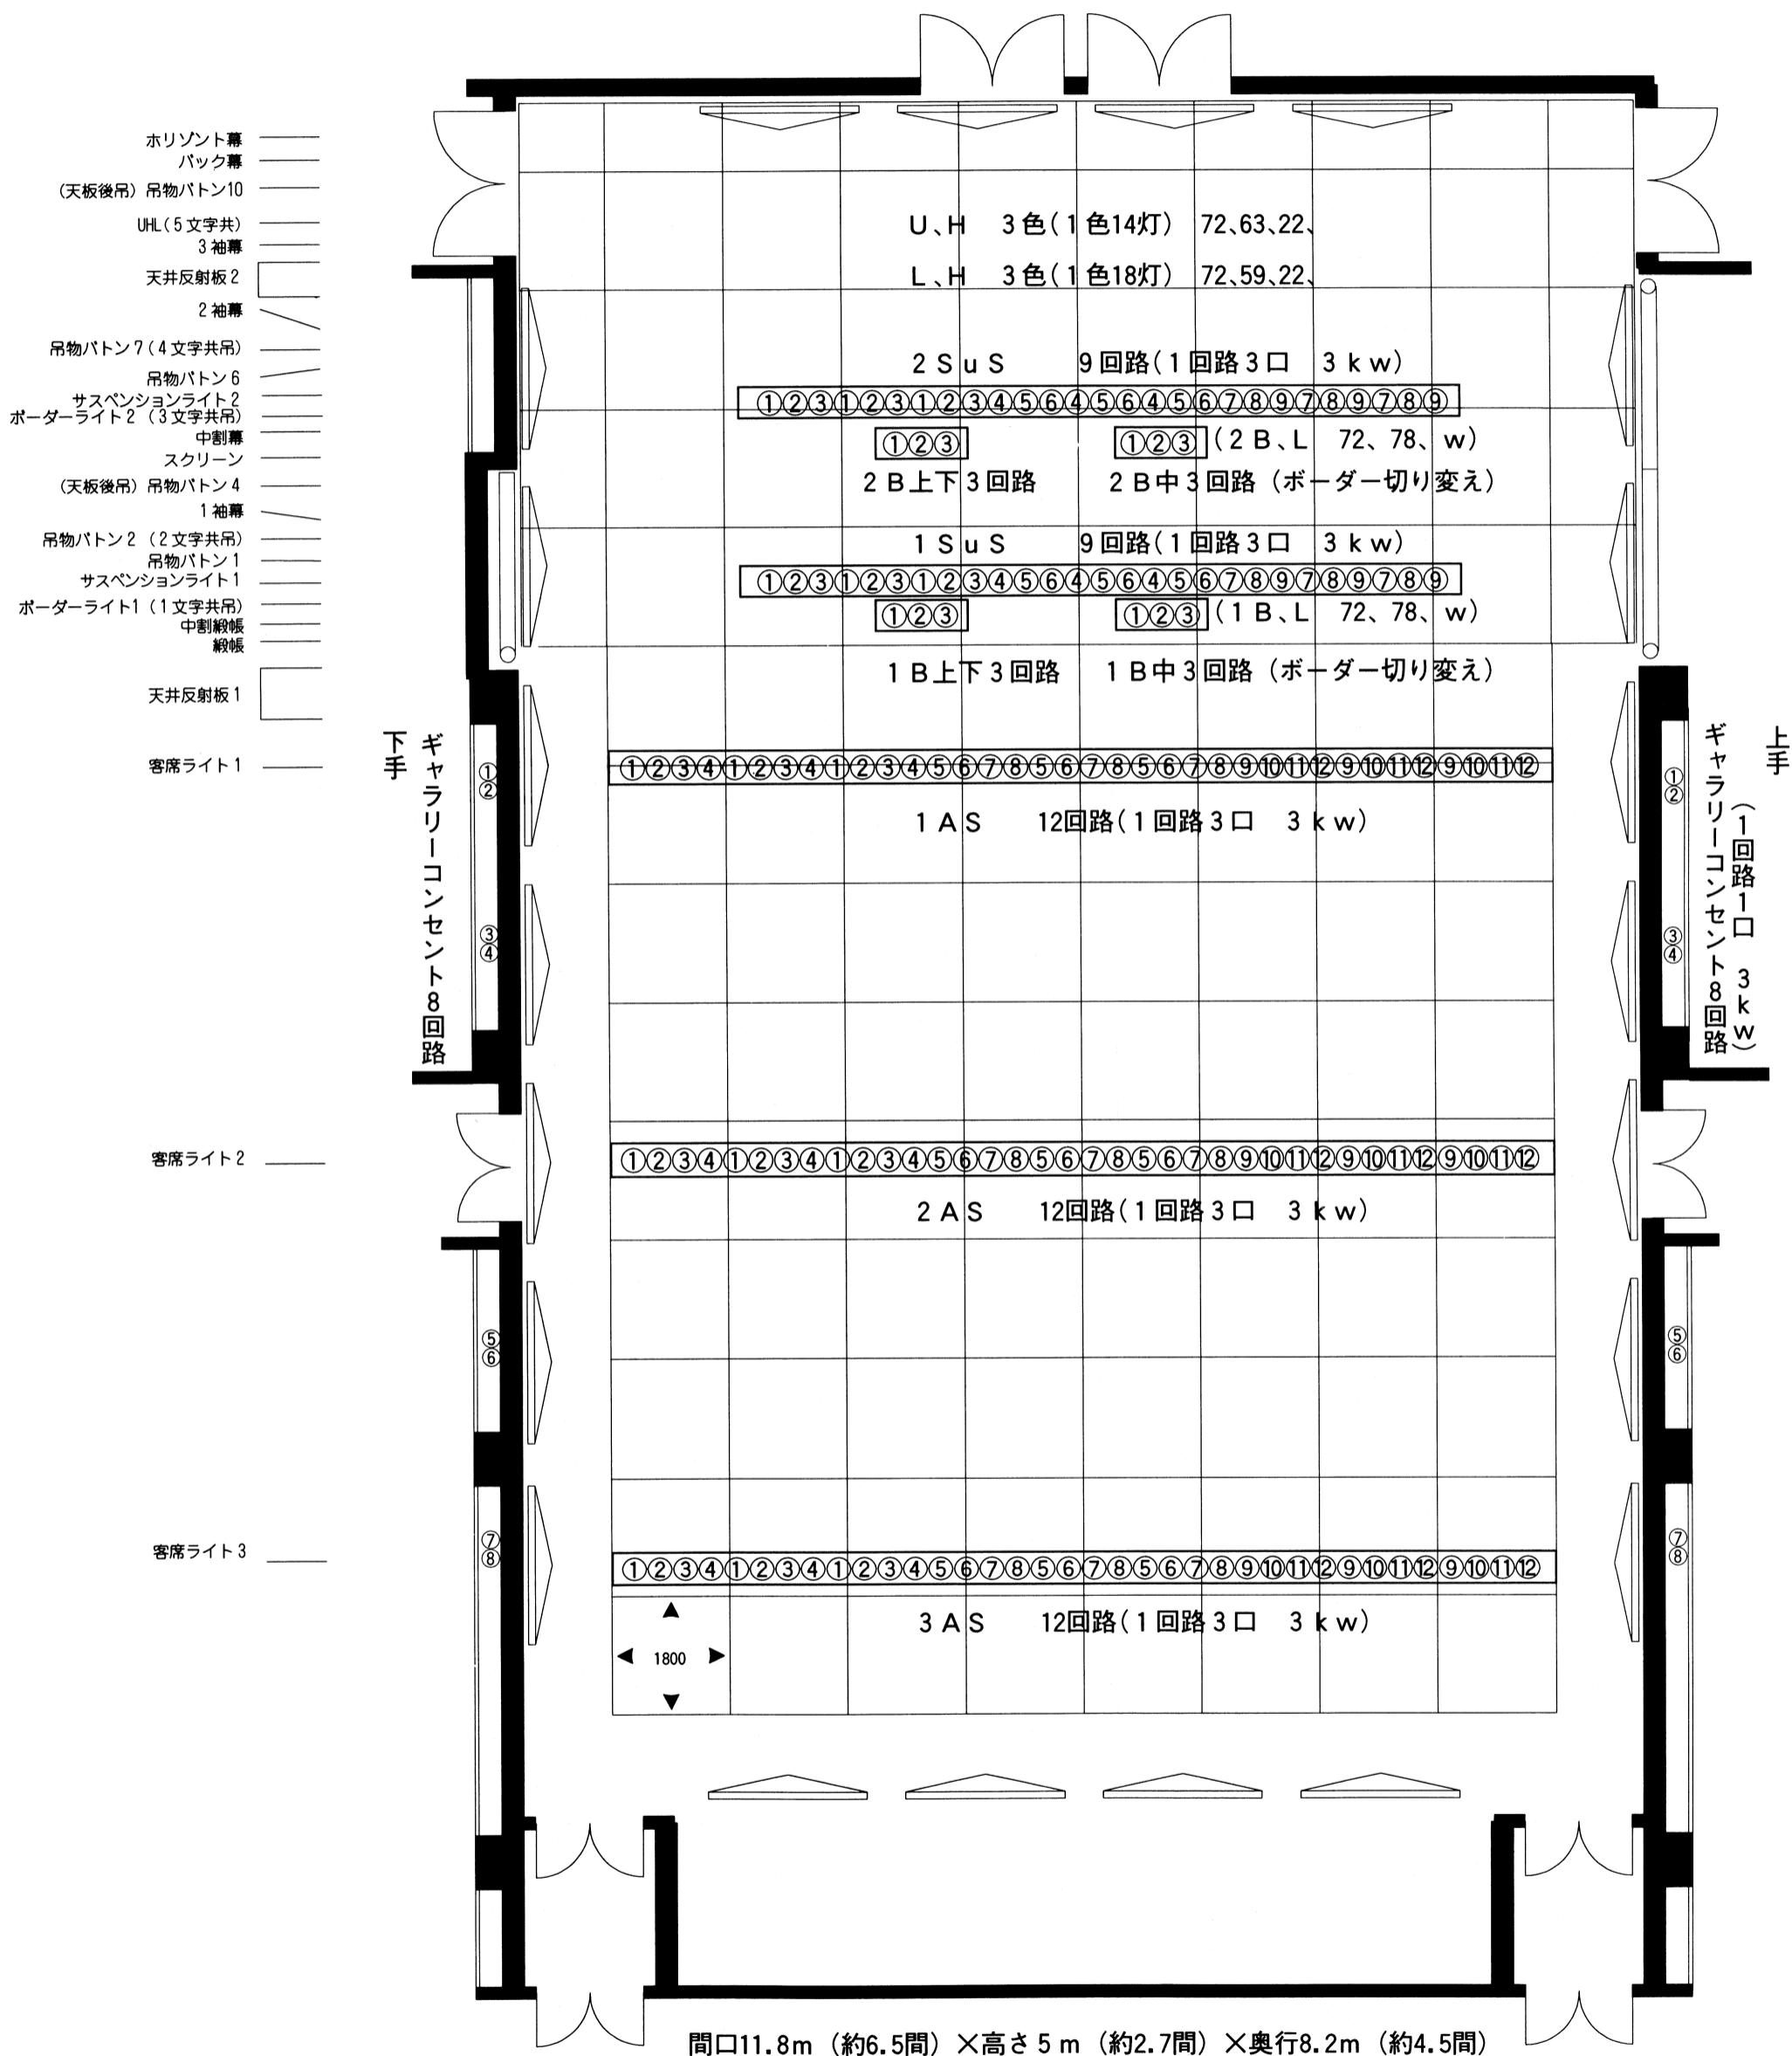 ホリゾント幕
バック幕
(天板後吊) 吊物バトン10
UHL(5文字共)
3袖幕
天井反射板2
2袖幕
吊物バトン7(4文字共吊)
吊物バトン6
サスペンションライト2
ボーダーライト2 (3文字共吊)
中割幕
スクリーン
(天板後吊) 吊物バトン4
1袖幕
吊物バトン2 (2文字共吊)
吊物バトン1
サスペンションライト1
ボーダーライト1 (1文字共吊)
中割緞帳
緞帳
天井反射板1
客席ライト1
客席ライト2
客席ライト3
U、H 3色(1色14灯) 72、63、22、
L、H 3色(1色18灯) 72、59、22、
2SuS 9回路(1回路3口 3kw)
①②③①②③①②③④⑤⑥④⑤⑥④⑤⑥⑦⑧⑨⑦⑧⑨⑦⑧⑨
①②③ ①②③ (2B、L 72、78、w)
2B上下3回路 2B中3回路 (ボーダー切り変え)
1SuS 9回路(1回路3口 3kw)
①②③①②③①②③④⑤⑥④⑤⑥④⑤⑥⑦⑧⑨⑦⑧⑨⑦⑧⑨
①②③ ①②③ (1B、L 72、78、w)
1B上下3回路 1B中3回路 (ボーダー切り変え)
下手
ギャラリーコンセント8回路
①②
③④
⑤⑥
⑦⑧
①②③④①②③④①②③④⑤⑥⑦⑧⑤⑥⑦⑧⑤⑥⑦⑧⑨⑩⑪⑫⑨⑩⑪⑫⑨⑩⑪⑫
1AS 12回路(1回路3口 3kw)
①②③④①②③④①②③④⑤⑥⑦⑧⑤⑥⑦⑧⑤⑥⑦⑧⑨⑩⑪⑫⑨⑩⑪⑫⑨⑩⑪⑫
2AS 12回路(1回路3口 3kw)
①②③④①②③④①②③④⑤⑥⑦⑧⑤⑥⑦⑧⑤⑥⑦⑧⑨⑩⑪⑫⑨⑩⑪⑫⑨⑩⑪⑫
3AS 12回路(1回路3口 3kw)
1800
上手
ギャラリーコンセント8回路
(1回路1口 3kw)
①②
③④
⑤⑥
⑦⑧
間口11.8m (約6.5間) ×高さ5m (約2.7間) ×奥行8.2m (約4.5間)